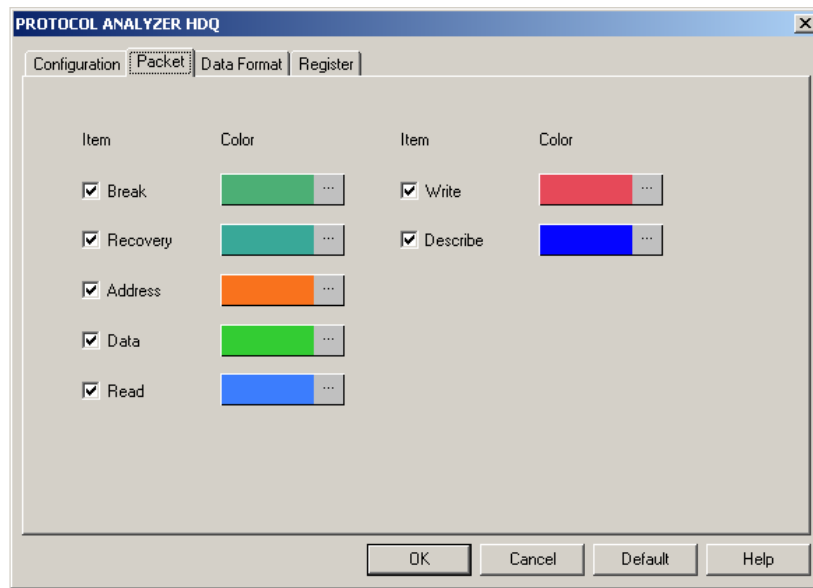 PROTOCOL ANALYZER HDQ
Configuration Packet Data Format Register
Item Color Item Color
Break ... Write ...
Recovery ... Describe ...
Address ...
Data ...
Read ...
OK Cancel Default Help